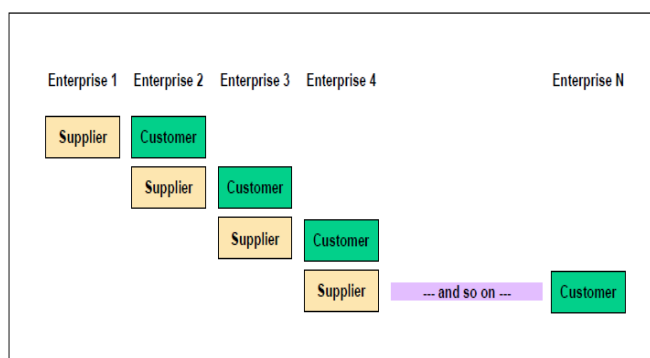 Enterprise 1 Enterprise 2 Enterprise 3 Enterprise 4 Enterprise N
Supplier Customer
Supplier Customer
Supplier Customer
Supplier --- and so on --- Customer